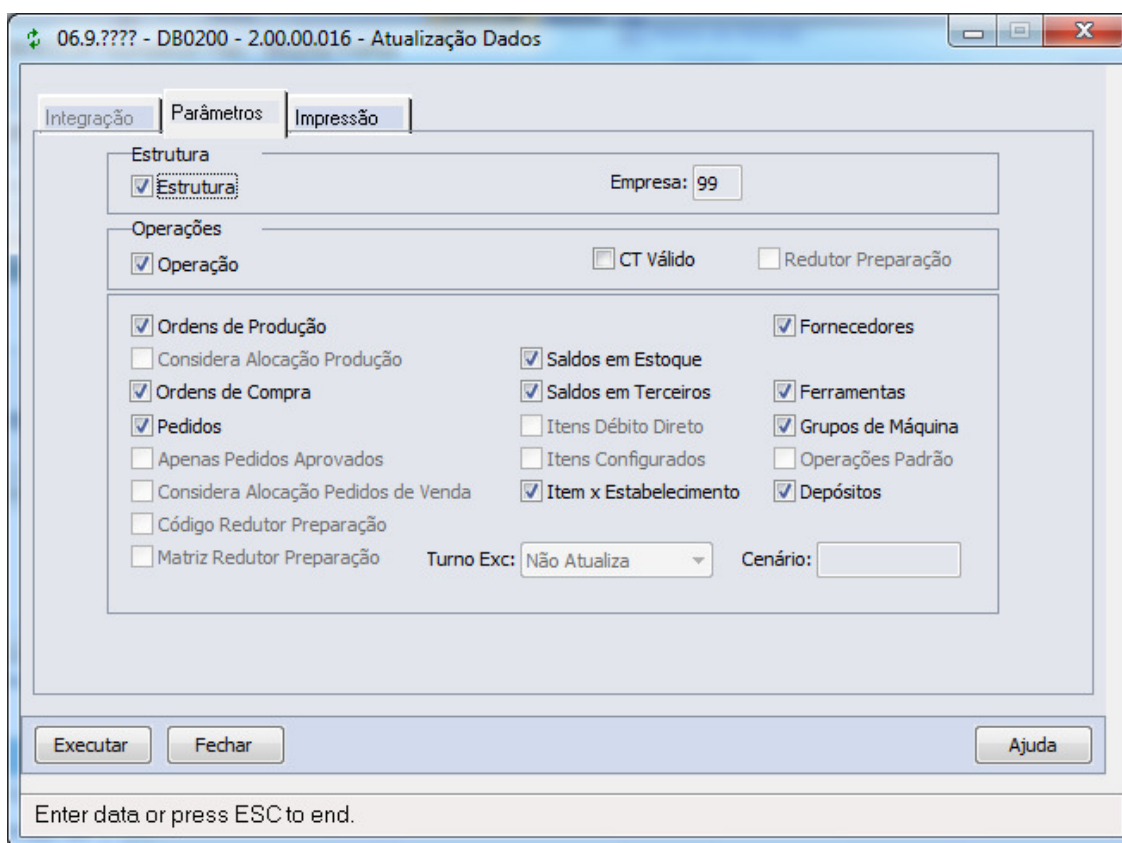 06.9.???? - DB0200 - 2.00.00.016 - Atualização Dados
Integração Parâmetros Impressão
Estrutura
Estrutura Empresa: 99
Operações
Operação CT Válido Redutor Preparação
Ordens de Produção Fornecedores
Considera Alocação Produção Saldos em Estoque
Ordens de Compra Saldos em Terceiros Ferramentas
Pedidos Itens Débito Direto Grupos de Máquina
Apenas Pedidos Aprovados Itens Configurados Operações Padrão
Considera Alocação Pedidos de Venda Item x Estabelecimento Depósitos
Código Redutor Preparação
Matriz Redutor Preparação Turno Exc: Não Atualiza Cenário:
Executar Fechar Ajuda
Enter data or press ESC to end.